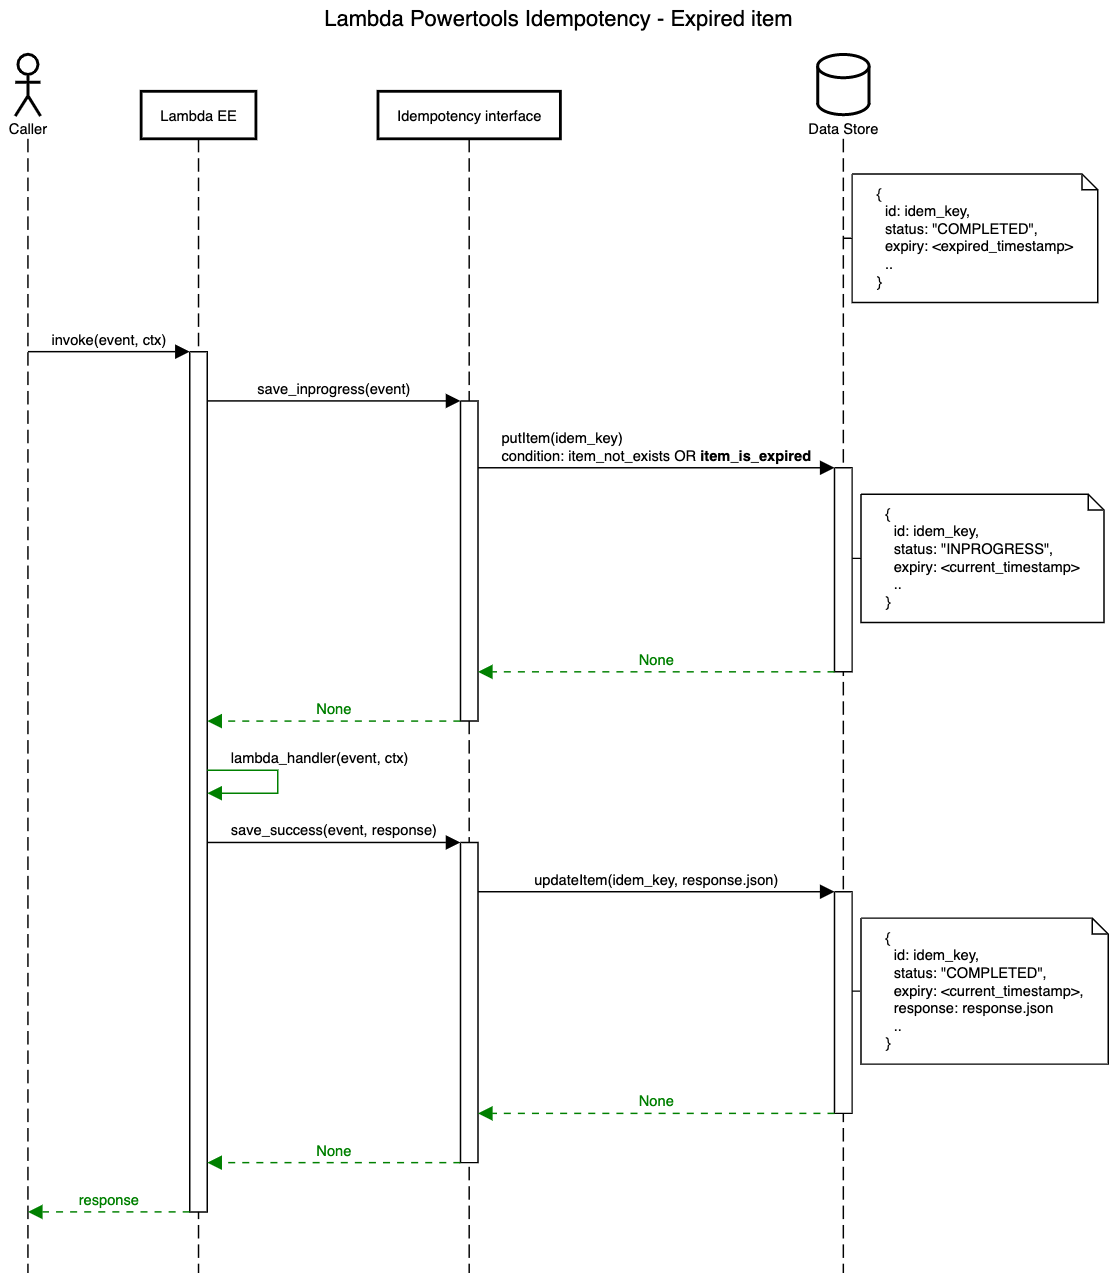 Lambda Powertools Idempotency - Expired item
Caller
Lambda EE
Idempotency interface
Data Store
{
id: idem_key,
status: "COMPLETED",
expiry: <expired_timestamp>
..
}
invoke(event, ctx)
save_inprogress(event)
putItem(idem_key)
condition: item_not_exists OR item_is_expired
{
id: idem_key,
status: "INPROGRESS",
expiry: <current_timestamp>
..
}
None
None
lambda_handler(event, ctx)
save_success(event, response)
updateItem(idem_key, response.json)
{
id: idem_key,
status: "COMPLETED",
expiry: <current_timestamp>,
response: response.json
..
}
None
None
response